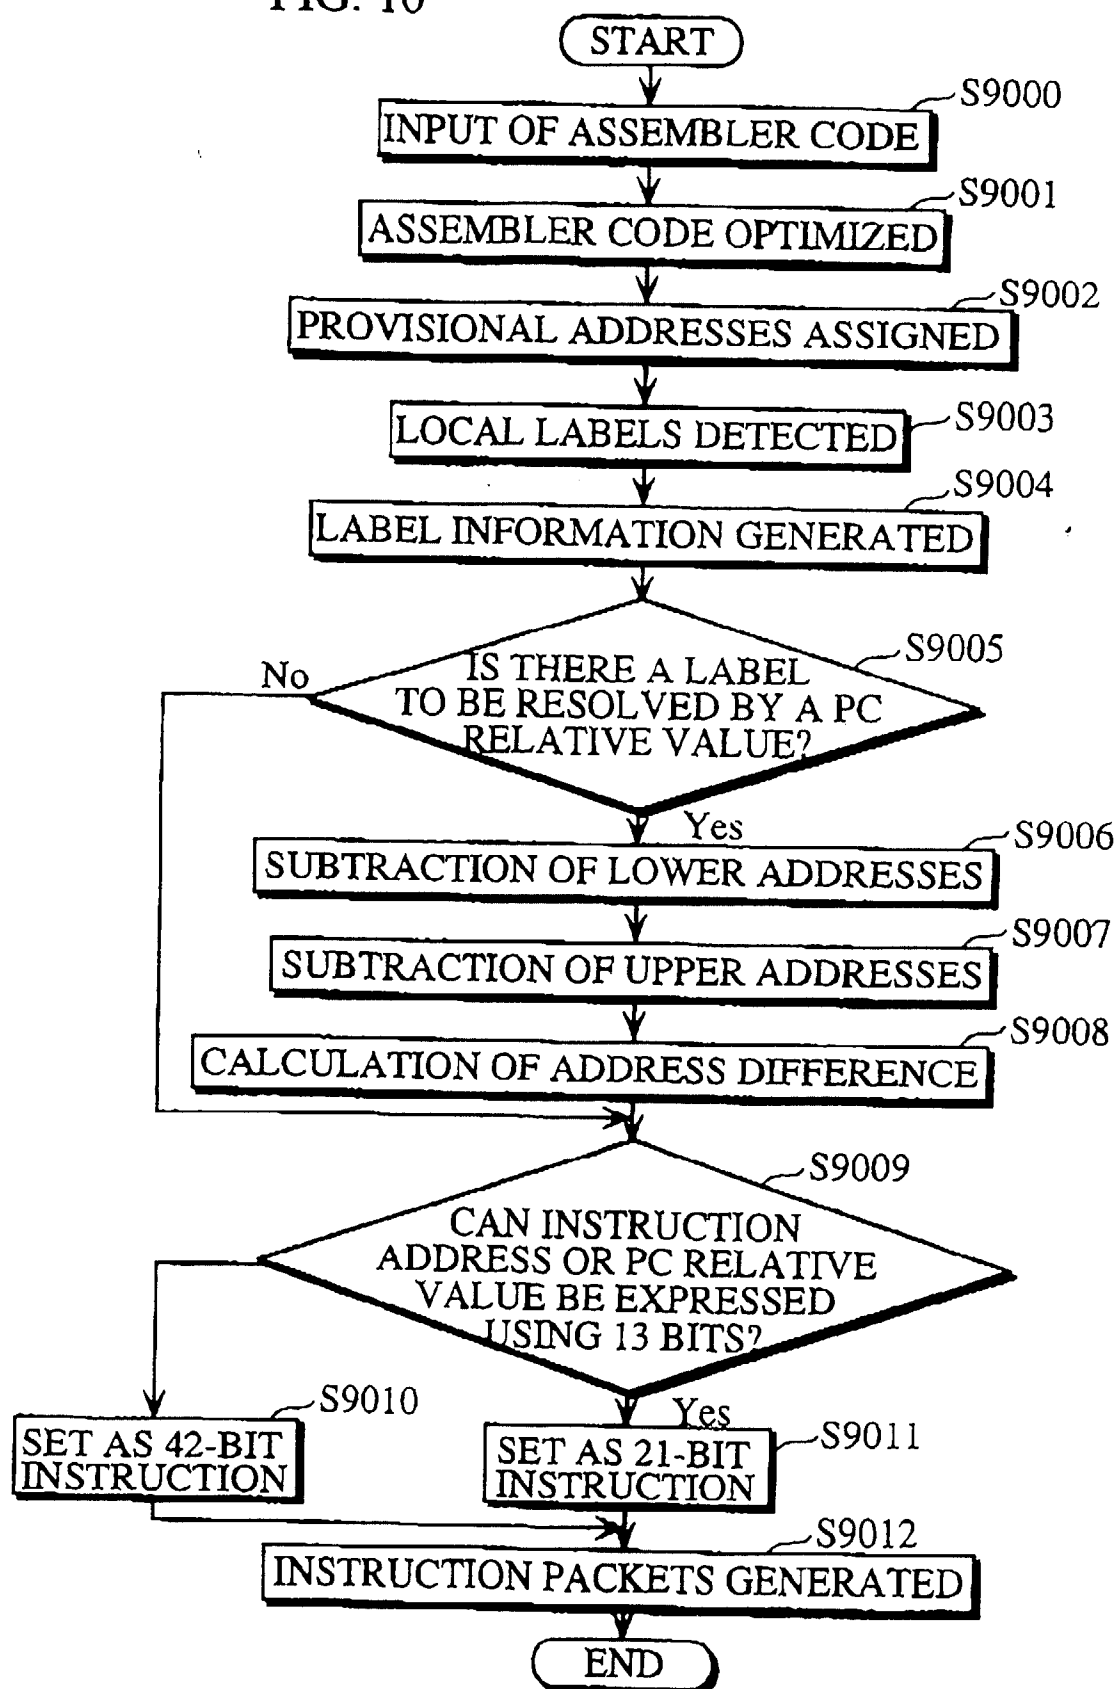 FIG. 10
START
S9000
INPUT OF ASSEMBLER CODE
S9001
ASSEMBLER CODE OPTIMIZED
S9002
PROVISIONAL ADDRESSES ASSIGNED
S9003
LOCAL LABELS DETECTED
S9004
LABEL INFORMATION GENERATED
S9005
No
IS THERE A LABEL
TO BE RESOLVED BY A PC
RELATIVE VALUE?
Yes
S9006
SUBTRACTION OF LOWER ADDRESSES
S9007
SUBTRACTION OF UPPER ADDRESSES
S9008
CALCULATION OF ADDRESS DIFFERENCE
S9009
CAN INSTRUCTION
ADDRESS OR PC RELATIVE
VALUE BE EXPRESSED
USING 13 BITS?
Yes
S9010
SET AS 42-BIT
INSTRUCTION
S9011
SET AS 21-BIT
INSTRUCTION
S9012
INSTRUCTION PACKETS GENERATED
END